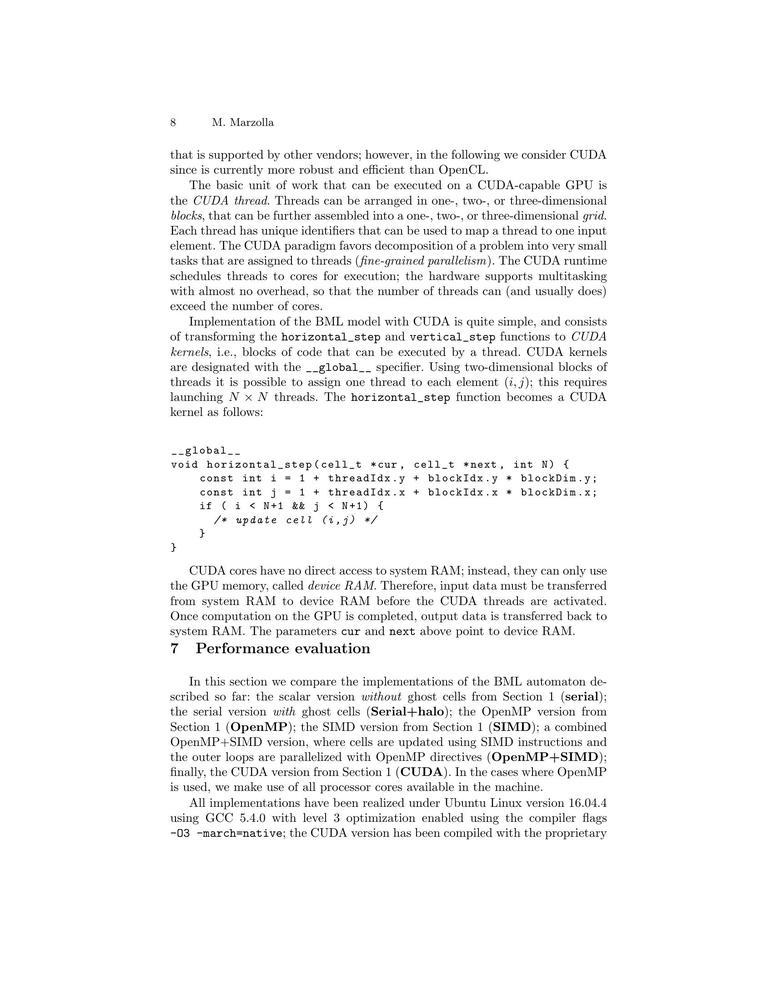 8 M. Marzolla
that is supported by other vendors; however, in the following we consider CUDA
since is currently more robust and efficient than OpenCL.
The basic unit of work that can be executed on a CUDA-capable GPU is
the CUDA thread. Threads can be arranged in one-, two-, or three-dimensional
blocks, that can be further assembled into a one-, two-, or three-dimensional grid.
Each thread has unique identifiers that can be used to map a thread to one input
element. The CUDA paradigm favors decomposition of a problem into very small
tasks that are assigned to threads (fine-grained parallelism). The CUDA runtime
schedules threads to cores for execution; the hardware supports multitasking
with almost no overhead, so that the number of threads can (and usually does)
exceed the number of cores.
Implementation of the BML model with CUDA is quite simple, and consists
of transforming the horizontal_step and vertical_step functions to CUDA
kernels, i.e., blocks of code that can be executed by a thread. CUDA kernels
are designated with the __global__ specifier. Using two-dimensional blocks of
threads it is possible to assign one thread to each element (i, j); this requires
launching N × N threads. The horizontal_step function becomes a CUDA
kernel as follows:
__global__
void horizontal_step(cell_t *cur, cell_t *next, int N) {
const int i = 1 + threadIdx.y + blockIdx.y * blockDim.y;
const int j = 1 + threadIdx.x + blockIdx.x * blockDim.x;
if ( i < N+1 && j < N+1) {
/* update cell (i,j) */
}
}
CUDA cores have no direct access to system RAM; instead, they can only use
the GPU memory, called device RAM. Therefore, input data must be transferred
from system RAM to device RAM before the CUDA threads are activated.
Once computation on the GPU is completed, output data is transferred back to
system RAM. The parameters cur and next above point to device RAM.
7 Performance evaluation
In this section we compare the implementations of the BML automaton de-
scribed so far: the scalar version without ghost cells from Section 1 (serial);
the serial version with ghost cells (Serial+halo); the OpenMP version from
Section 1 (OpenMP); the SIMD version from Section 1 (SIMD); a combined
OpenMP+SIMD version, where cells are updated using SIMD instructions and
the outer loops are parallelized with OpenMP directives (OpenMP+SIMD);
finally, the CUDA version from Section 1 (CUDA). In the cases where OpenMP
is used, we make use of all processor cores available in the machine.
All implementations have been realized under Ubuntu Linux version 16.04.4
using GCC 5.4.0 with level 3 optimization enabled using the compiler flags
-O3 -march=native; the CUDA version has been compiled with the proprietary